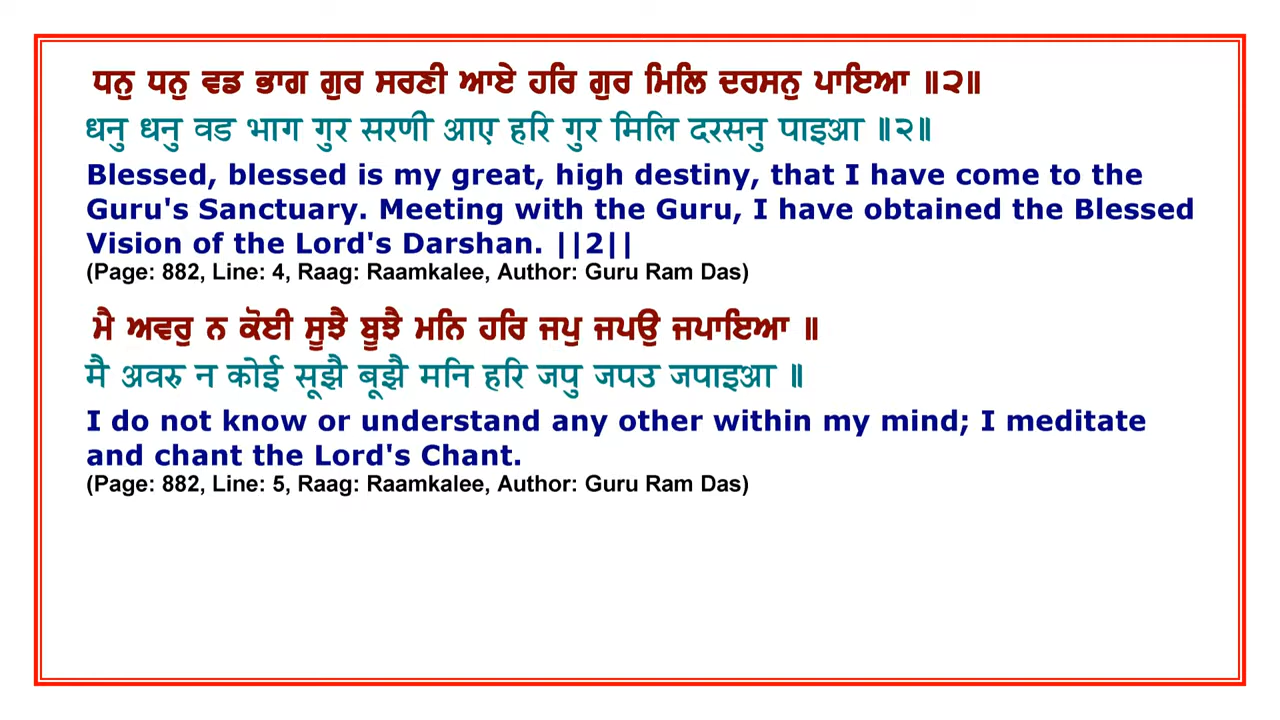 ਧਨੁ ਧਨੁ ਵਡ ਭਾਗ ਗੁਰ ਸਰਣੀ ਆਏ ਹਰਿ ਗੁਰ ਮਿਲਿ ਦਰਸਨੁ ਪਾਇਆ ॥੨॥
धनु धनु वड भाग गुर सरणी आए हरि गुर मिलि दरसनु पाइआ ॥२॥
Blessed, blessed is my great, high destiny, that I have come to the
Guru's Sanctuary. Meeting with the Guru, I have obtained the Blessed
Vision of the Lord's Darshan. ||2||
(Page: 882, Line: 4, Raag: Raamkalee, Author: Guru Ram Das)
ਮੈ ਅਵਰੁ ਨ ਕੋਈ ਸੂਝੈ ਬੂਝੈ ਮਨਿ ਹਰਿ ਜਪੁ ਜਪਉ ਜਪਾਇਆ ॥
मै अवरु न कोई सूझै बूझै मनि हरि जपु जपउ जपाइआ ॥
I do not know or understand any other within my mind; I meditate
and chant the Lord's Chant.
(Page: 882, Line: 5, Raag: Raamkalee, Author: Guru Ram Das)